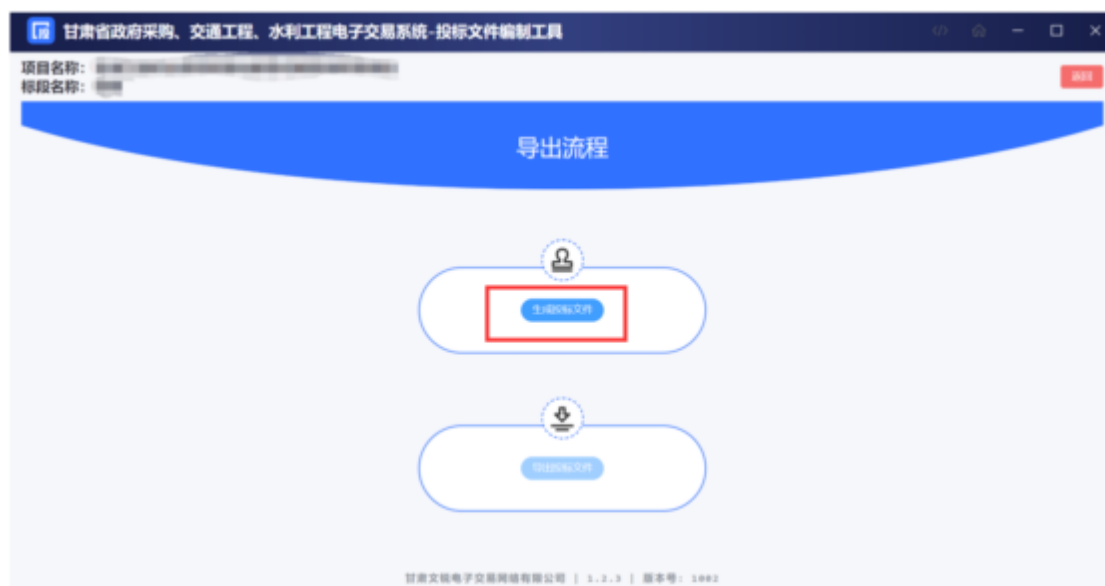 投
甘肃省政府采购、交通工程、水利工程电子交易系统-投标文件编制工具
项目名称：
标段名称：
返回
导出流程
生成投标文件
导出投标文件
甘肃文锐电子交易网络有限公司 | 1.2.3 | 版本号: 1002